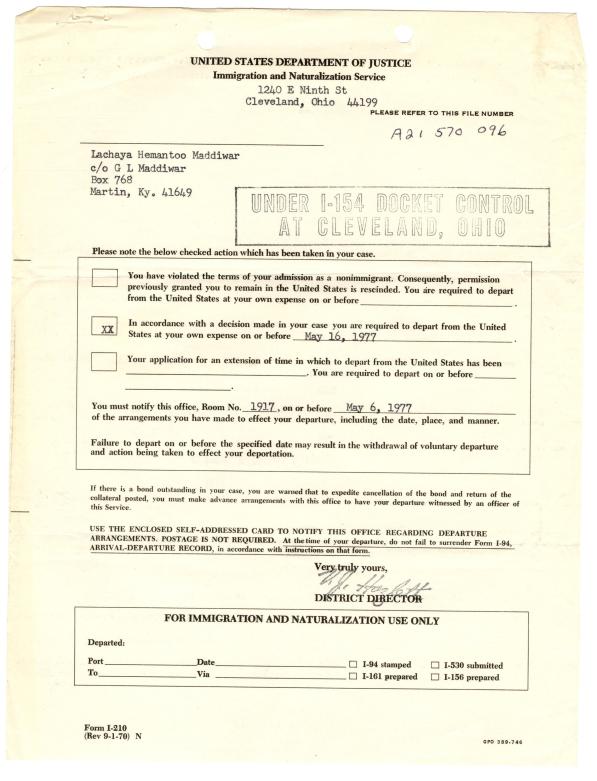 UNITED STATES DEPARTMENT OF JUSTICE
Immigration and Naturalization Service
1240 E Ninth St
Cleveland, Ohio 44199
PLEASE REFER TO THIS FILE NUMBER
A21 570 096
Lachaya Hemantoo Maddiwar
c/o G L Maddiwar
Box 768
Martin, Ky. 41649
UNDER I-154 DOCKET CONTROL
AT CLEVELAND, OHIO
Please note the below checked action which has been taken in your case.
You have violated the terms of your admission as a nonimmigrant. Consequently, permission
previously granted you to remain in the United States is rescinded. You are required to depart
from the United States at your own expense on or before ____.
XX In accordance with a decision made in your case you are required to depart from the United
States at your own expense on or before May 16, 1977.
Your application for an extension of time in which to depart from the United States has been
____. You are required to depart on or before ____
____.
You must notify this office, Room No. 1917, on or before May 6, 1977
of the arrangements you have made to effect your departure, including the date, place, and manner.
Failure to depart on or before the specified date may result in the withdrawal of voluntary departure
and action being taken to effect your deportation.
If there is a bond outstanding in your case, you are warned that to expedite cancellation of the bond and return of the
collateral posted, you must make advance arrangements with this office to have your departure witnessed by an officer of
this Service.
USE THE ENCLOSED SELF-ADDRESSED CARD TO NOTIFY THIS OFFICE REGARDING DEPARTURE
ARRANGEMENTS. POSTAGE IS NOT REQUIRED. At the time of your departure, do not fail to surrender Form I-94,
ARRIVAL-DEPARTURE RECORD, in accordance with instructions on that form.
Very truly yours,
DISTRICT DIRECTOR
FOR IMMIGRATION AND NATURALIZATION USE ONLY
Departed:
Port ____ Date ____ ☐ I-94 stamped ☐ I-530 submitted
To ____ Via ____ ☐ I-161 prepared ☐ I-156 prepared
Form I-210
(Rev 9-1-70) N
GPO 389-746